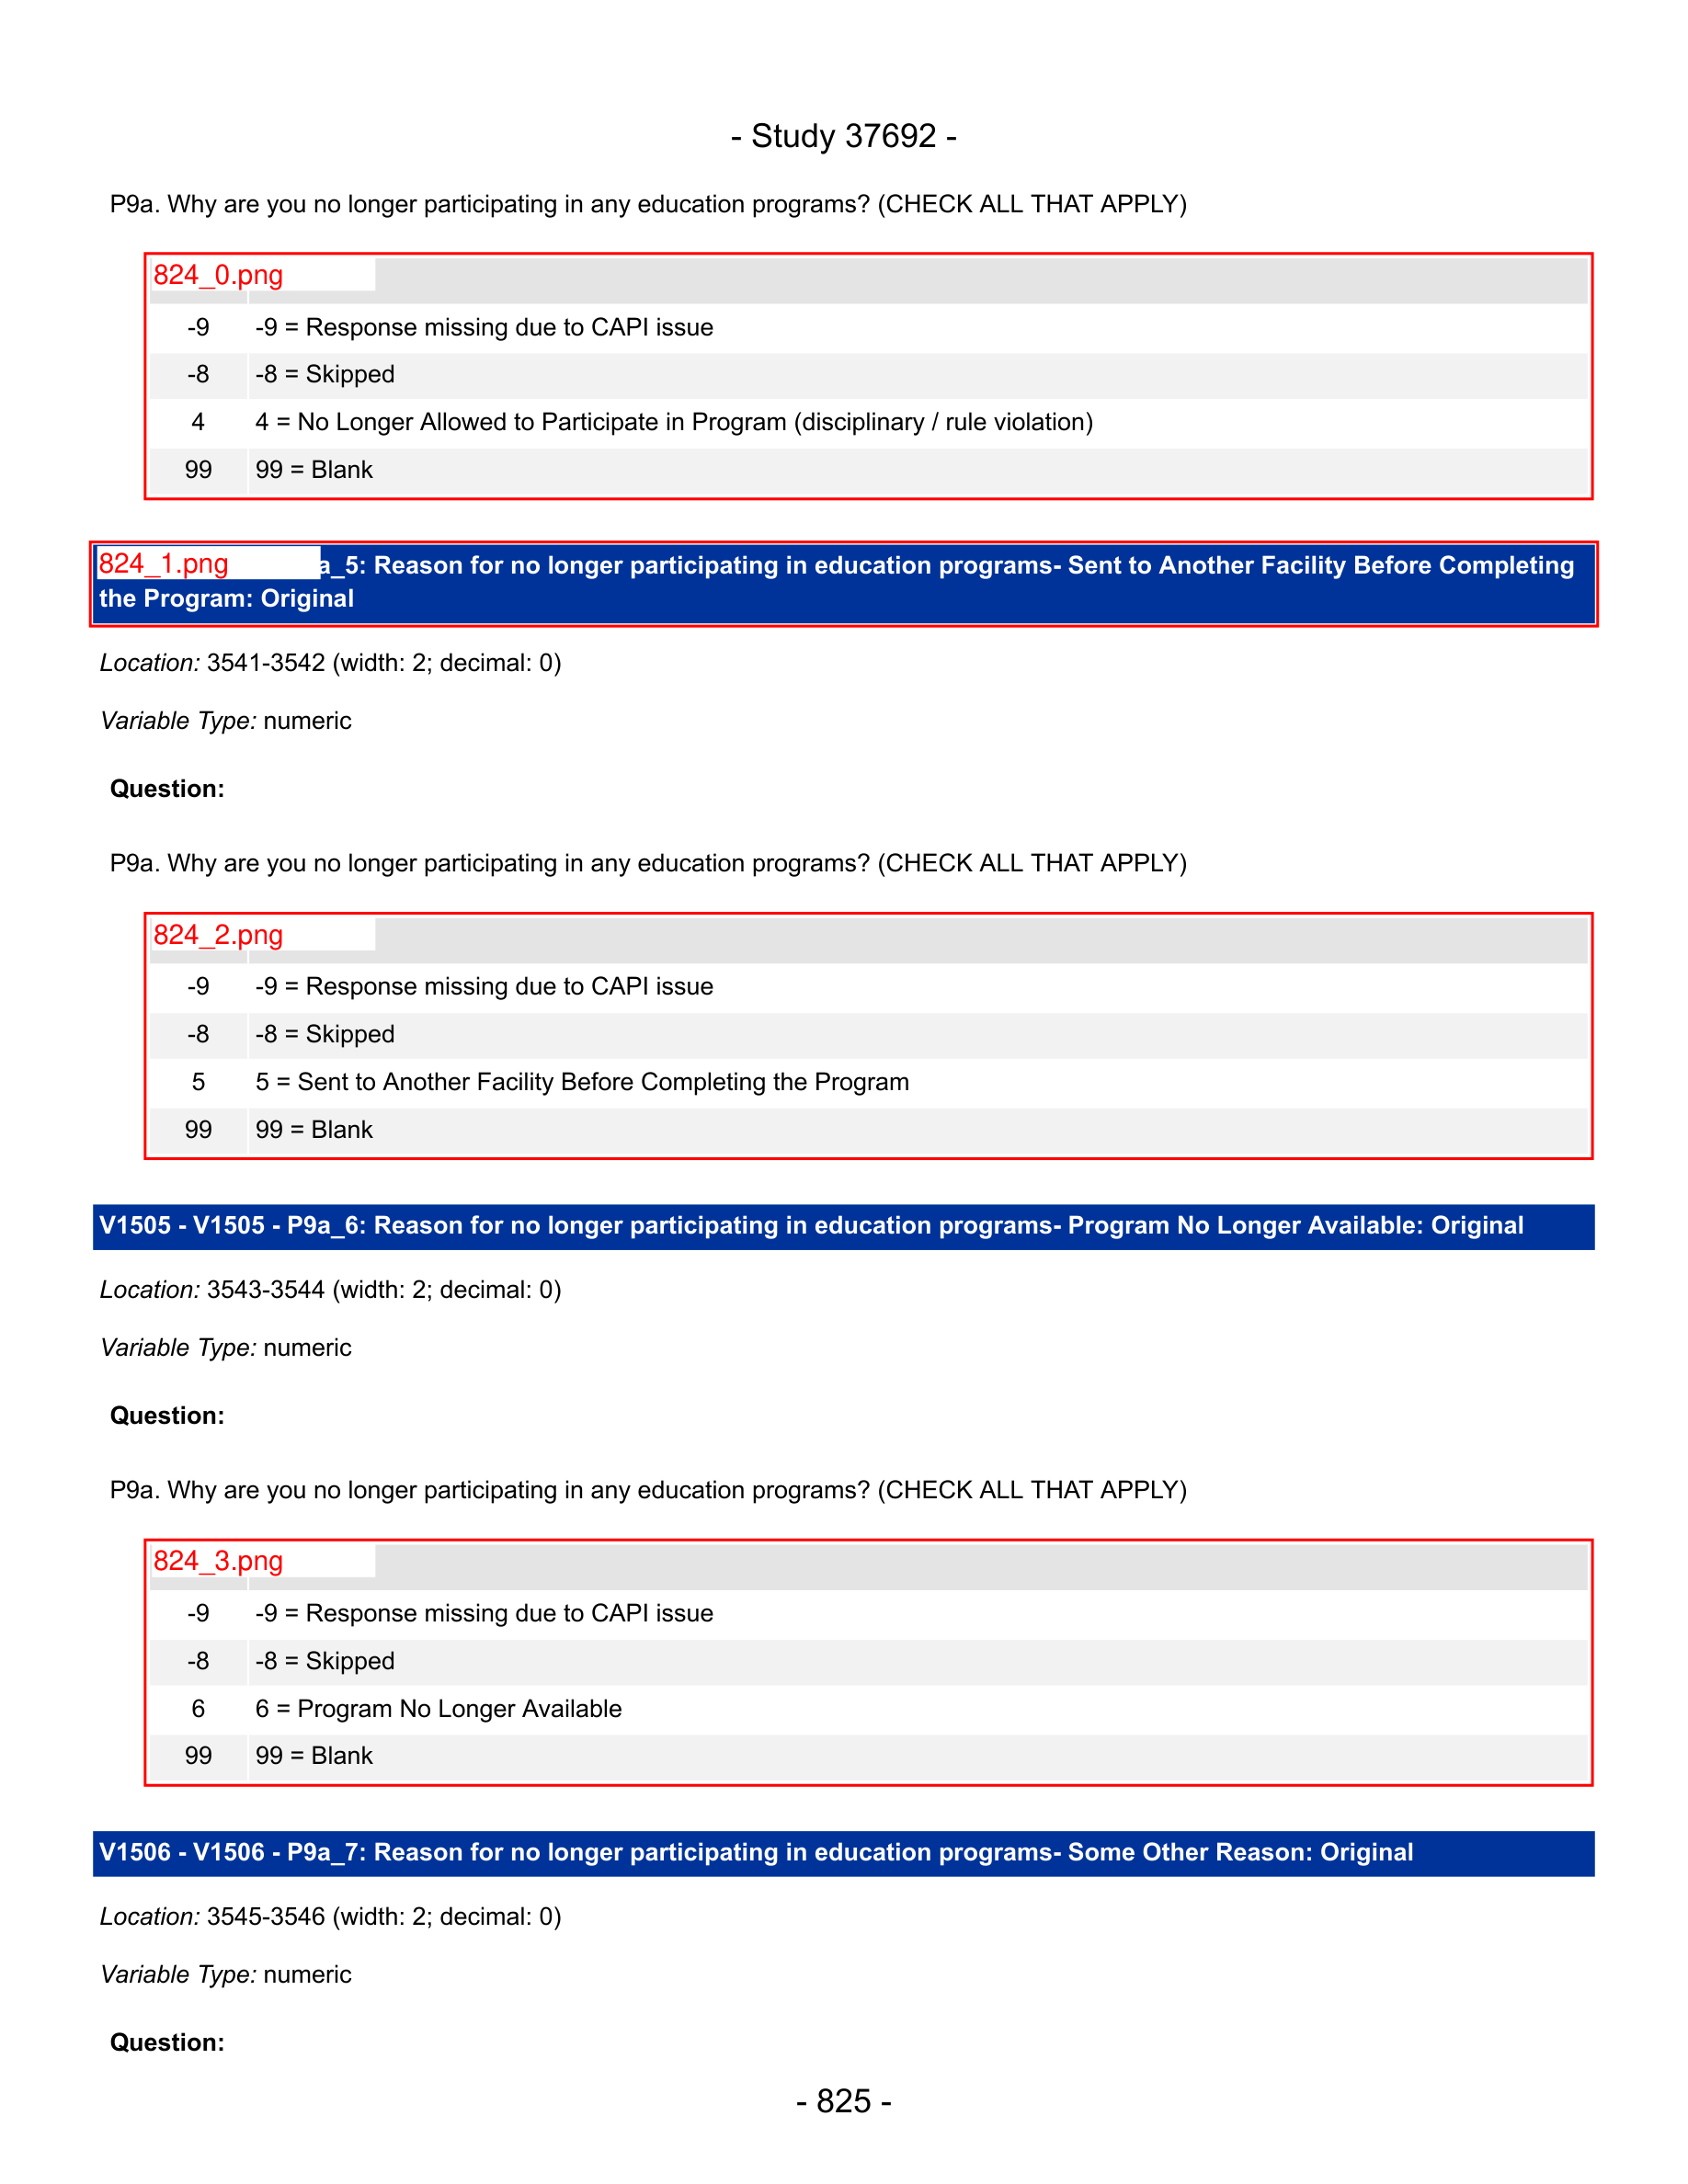 - Study 37692 -
P9a. Why are you no longer participating in any education programs? (CHECK ALL THAT APPLY)
824_0.png
-9 -9 = Response missing due to CAPI issue
-8 -8 = Skipped
4 4 = No Longer Allowed to Participate in Program (disciplinary / rule violation)
99 99 = Blank
824_1.png a_5: Reason for no longer participating in education programs- Sent to Another Facility Before Completing
the Program: Original
Location: 3541-3542 (width: 2; decimal: 0)
Variable Type: numeric
Question:
P9a. Why are you no longer participating in any education programs? (CHECK ALL THAT APPLY)
824_2.png
-9 -9 = Response missing due to CAPI issue
-8 -8 = Skipped
5 5 = Sent to Another Facility Before Completing the Program
99 99 = Blank
V1505 - V1505 - P9a_6: Reason for no longer participating in education programs- Program No Longer Available: Original
Location: 3543-3544 (width: 2; decimal: 0)
Variable Type: numeric
Question:
P9a. Why are you no longer participating in any education programs? (CHECK ALL THAT APPLY)
824_3.png
-9 -9 = Response missing due to CAPI issue
-8 -8 = Skipped
6 6 = Program No Longer Available
99 99 = Blank
V1506 - V1506 - P9a_7: Reason for no longer participating in education programs- Some Other Reason: Original
Location: 3545-3546 (width: 2; decimal: 0)
Variable Type: numeric
Question:
- 825 -